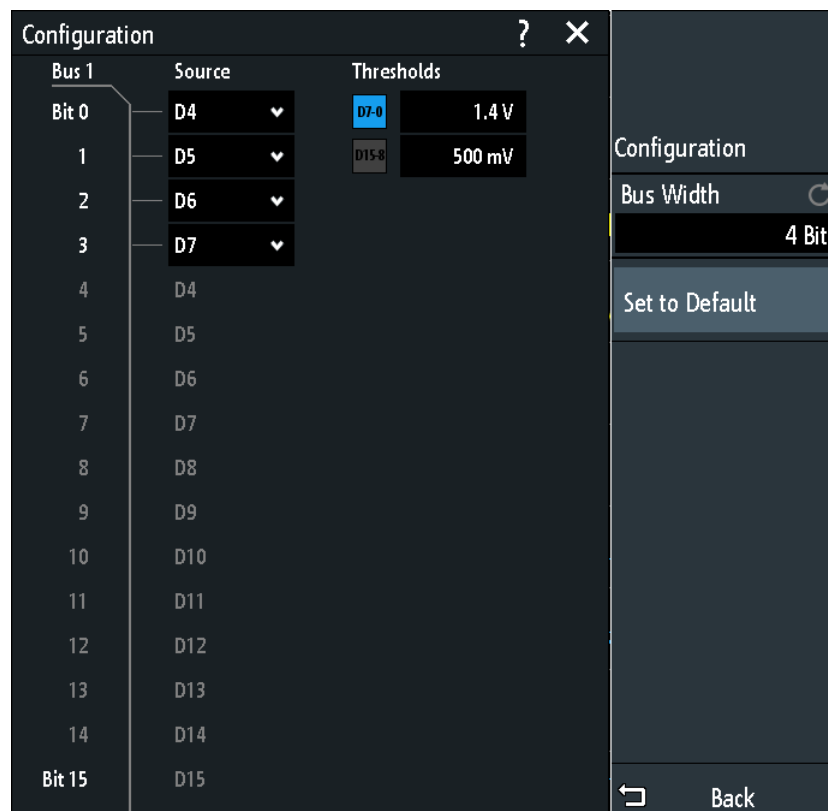 Configuration ? ×
Bus 1 Source Thresholds
Bit 0 D4 D7-0 1.4 V
1 D5 D15-8 500 mV
2 D6
3 D7
4 D4
5 D5
6 D6
7 D7
8 D8
9 D9
10 D10
11 D11
12 D12
13 D13
14 D14
Bit 15 D15
Configuration
Bus Width
4 Bit
Set to Default
Back